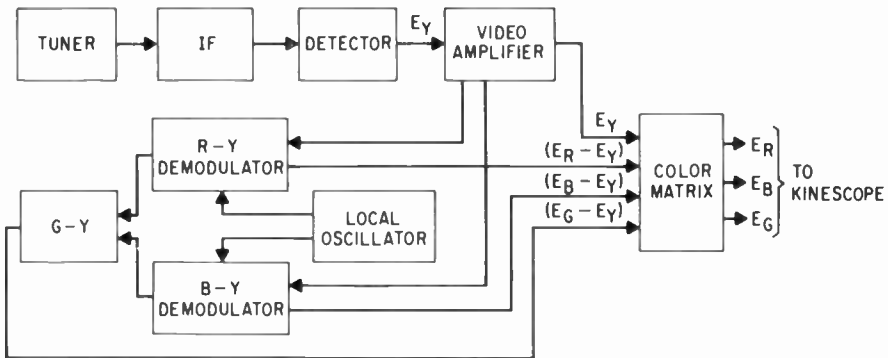 TUNER
IF
DETECTOR
E_Y
VIDEO
AMPLIFIER
E_Y
R-Y
DEMODULATOR
(E_R – E_Y)
(E_B – E_Y)
(E_G – E_Y)
COLOR
MATRIX
E_R
E_B
E_G
TO
KINESCOPE
G-Y
LOCAL
OSCILLATOR
B-Y
DEMODULATOR